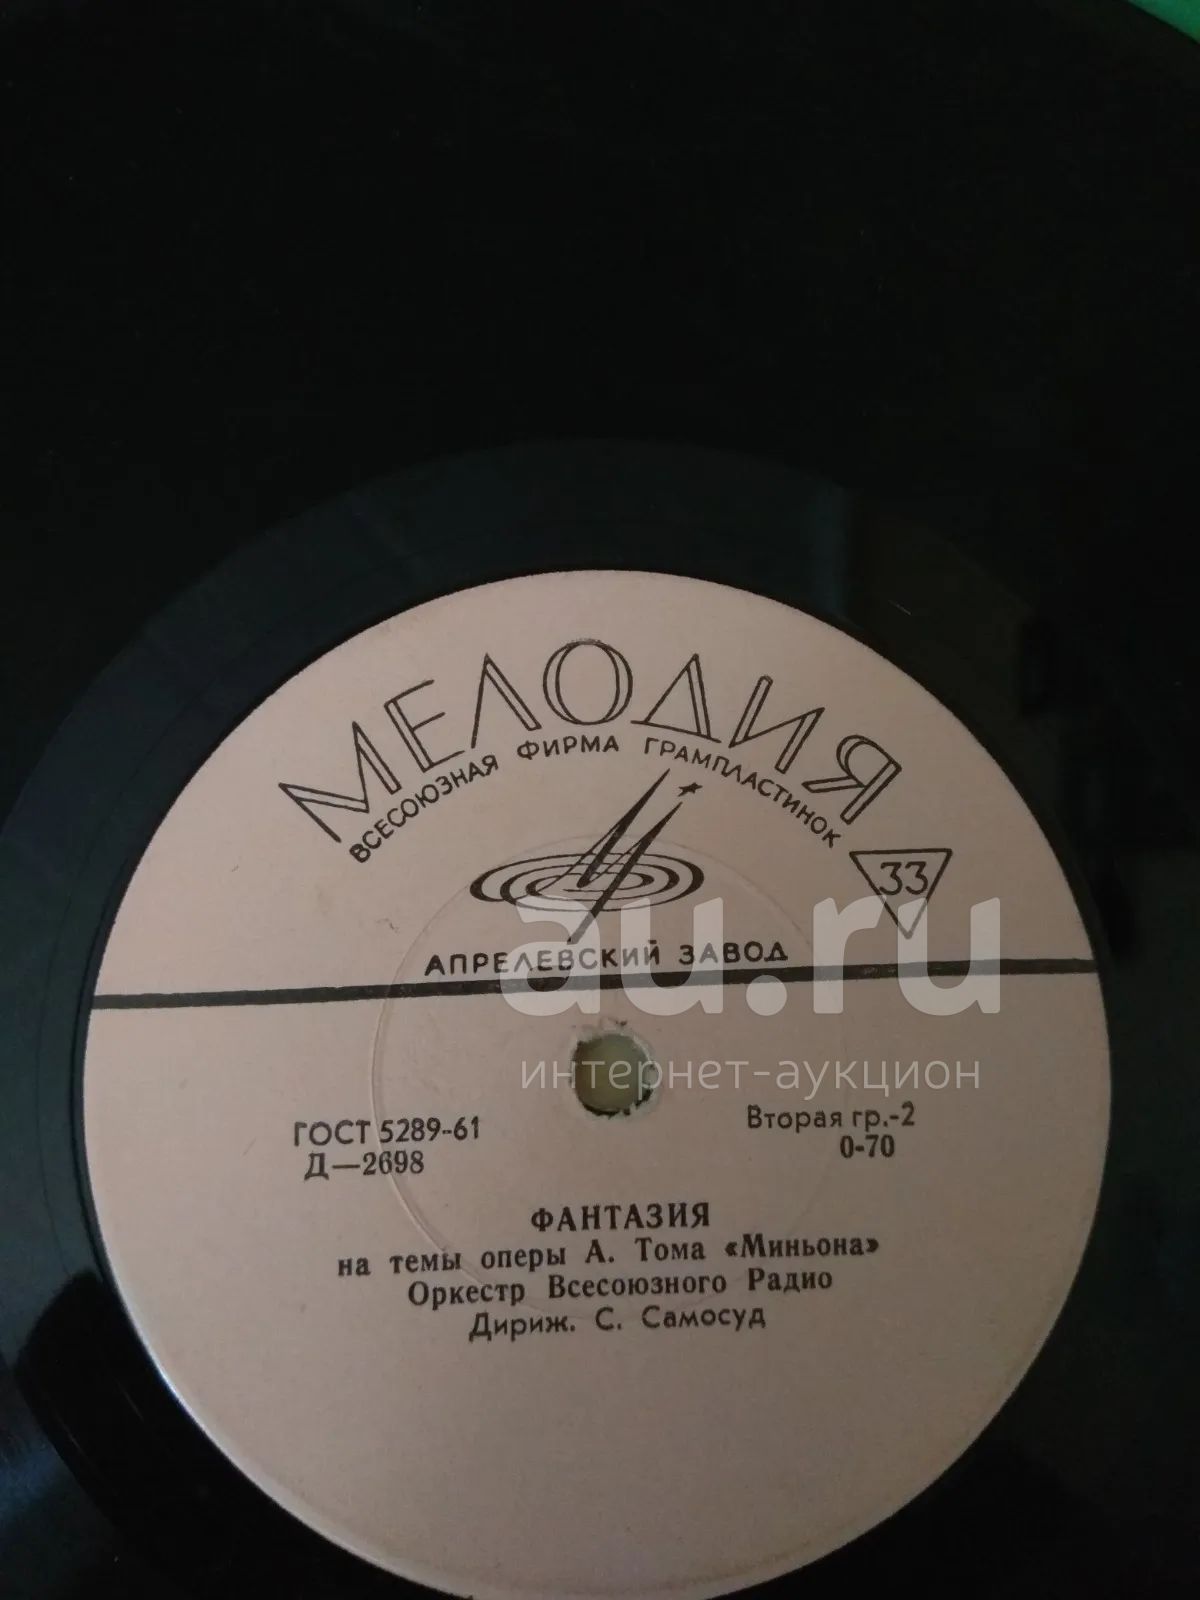 МЕЛОДИЯ
ВСЕСОЮЗНАЯ ФИРМА ГРАМПЛАСТИНОК
33
АПРЕЛЕВСКИЙ ЗАВОД
au.ru
интернет-аукцион
ГОСТ 5289-61
Д—2698
Вторая гр.-2
0-70
ФАНТАЗИЯ
на темы оперы А. Тома «Миньона»
Оркестр Всесоюзного Радио
Дириж. С. Самосуд